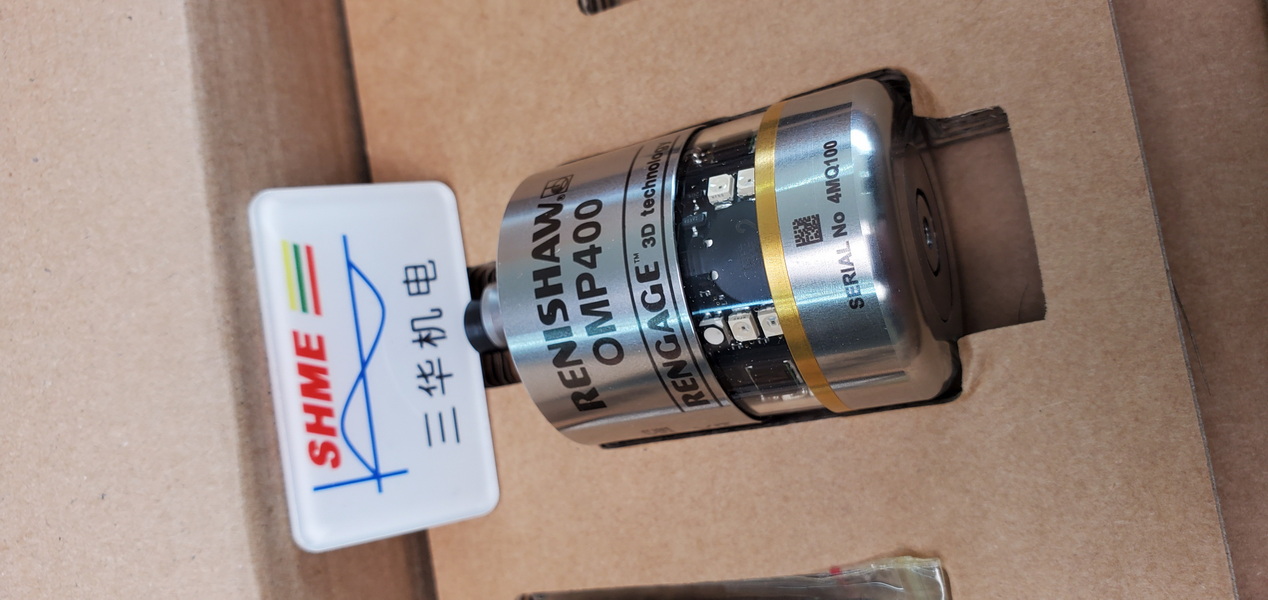 SHME
三华机电
RENISHAW
OMP400
RENGAGE™ 3D technology
SERIAL No 4MQ100